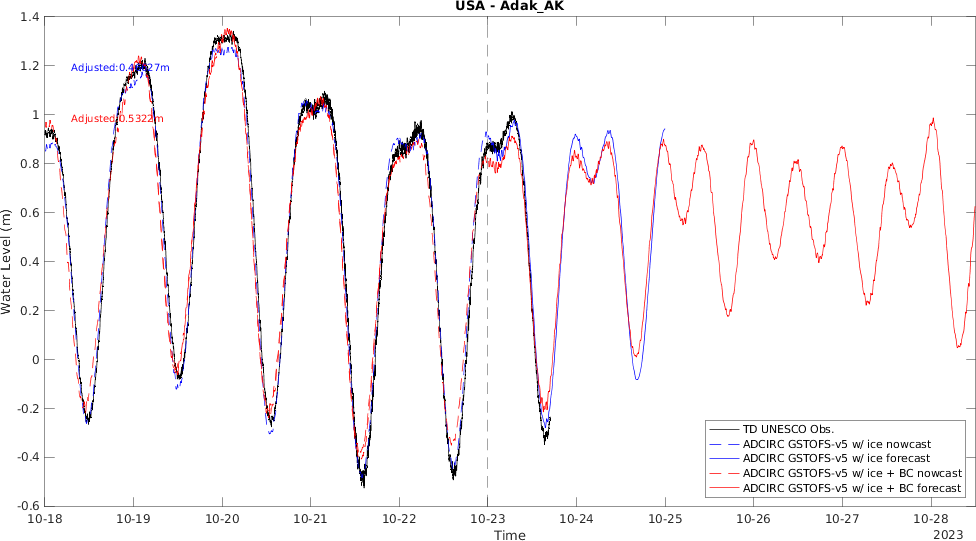 USA - Adak_AK
1.4
1.2
1
0.8
0.6
0.4
0.2
0
-0.2
-0.4
-0.6
Water Level (m)
Adjusted:0.5322m
10-18
10-19
10-20
10-21
10-22
10-23
10-24
10-25
10-26
10-27
10-28
Time
2023
TD UNESCO Obs.
ADCIRC GSTOFS-v5 w/ ice nowcast
ADCIRC GSTOFS-v5 w/ ice forecast
ADCIRC GSTOFS-v5 w/ ice + BC nowcast
ADCIRC GSTOFS-v5 w/ ice + BC forecast